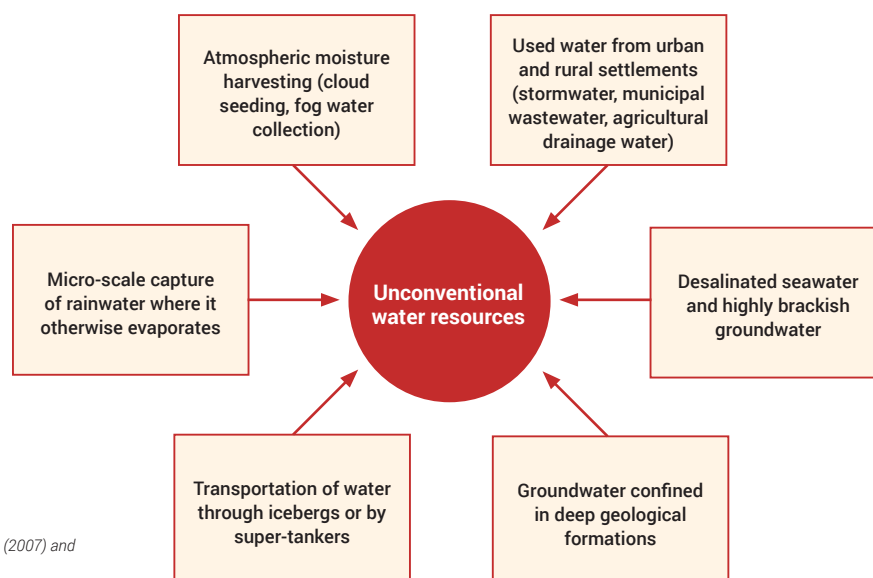 Atmospheric moisture
harvesting (cloud
seeding, fog water
collection)
Used water from urban
and rural settlements
(stormwater, municipal
wastewater, agricultural
drainage water)
Micro-scale capture
of rainwater where it
otherwise evaporates
Unconventional
water resources
Desalinated seawater
and highly brackish
groundwater
Transportation of water
through icebergs or by
super-tankers
Groundwater confined
in deep geological
formations
(2007) and